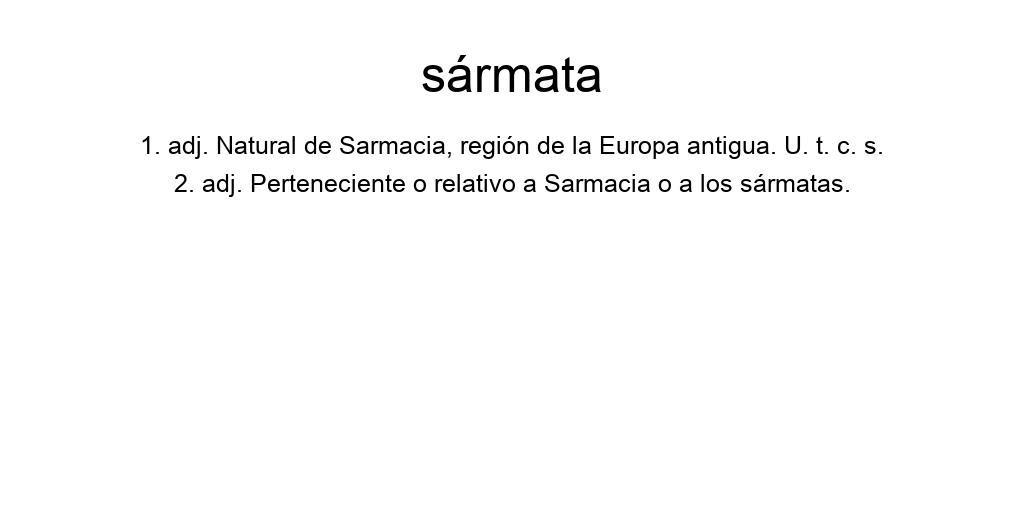 sármata
1. adj. Natural de Sarmacia, región de la Europa antigua. U. t. c. s.
2. adj. Perteneciente o relativo a Sarmacia o a los sármatas.